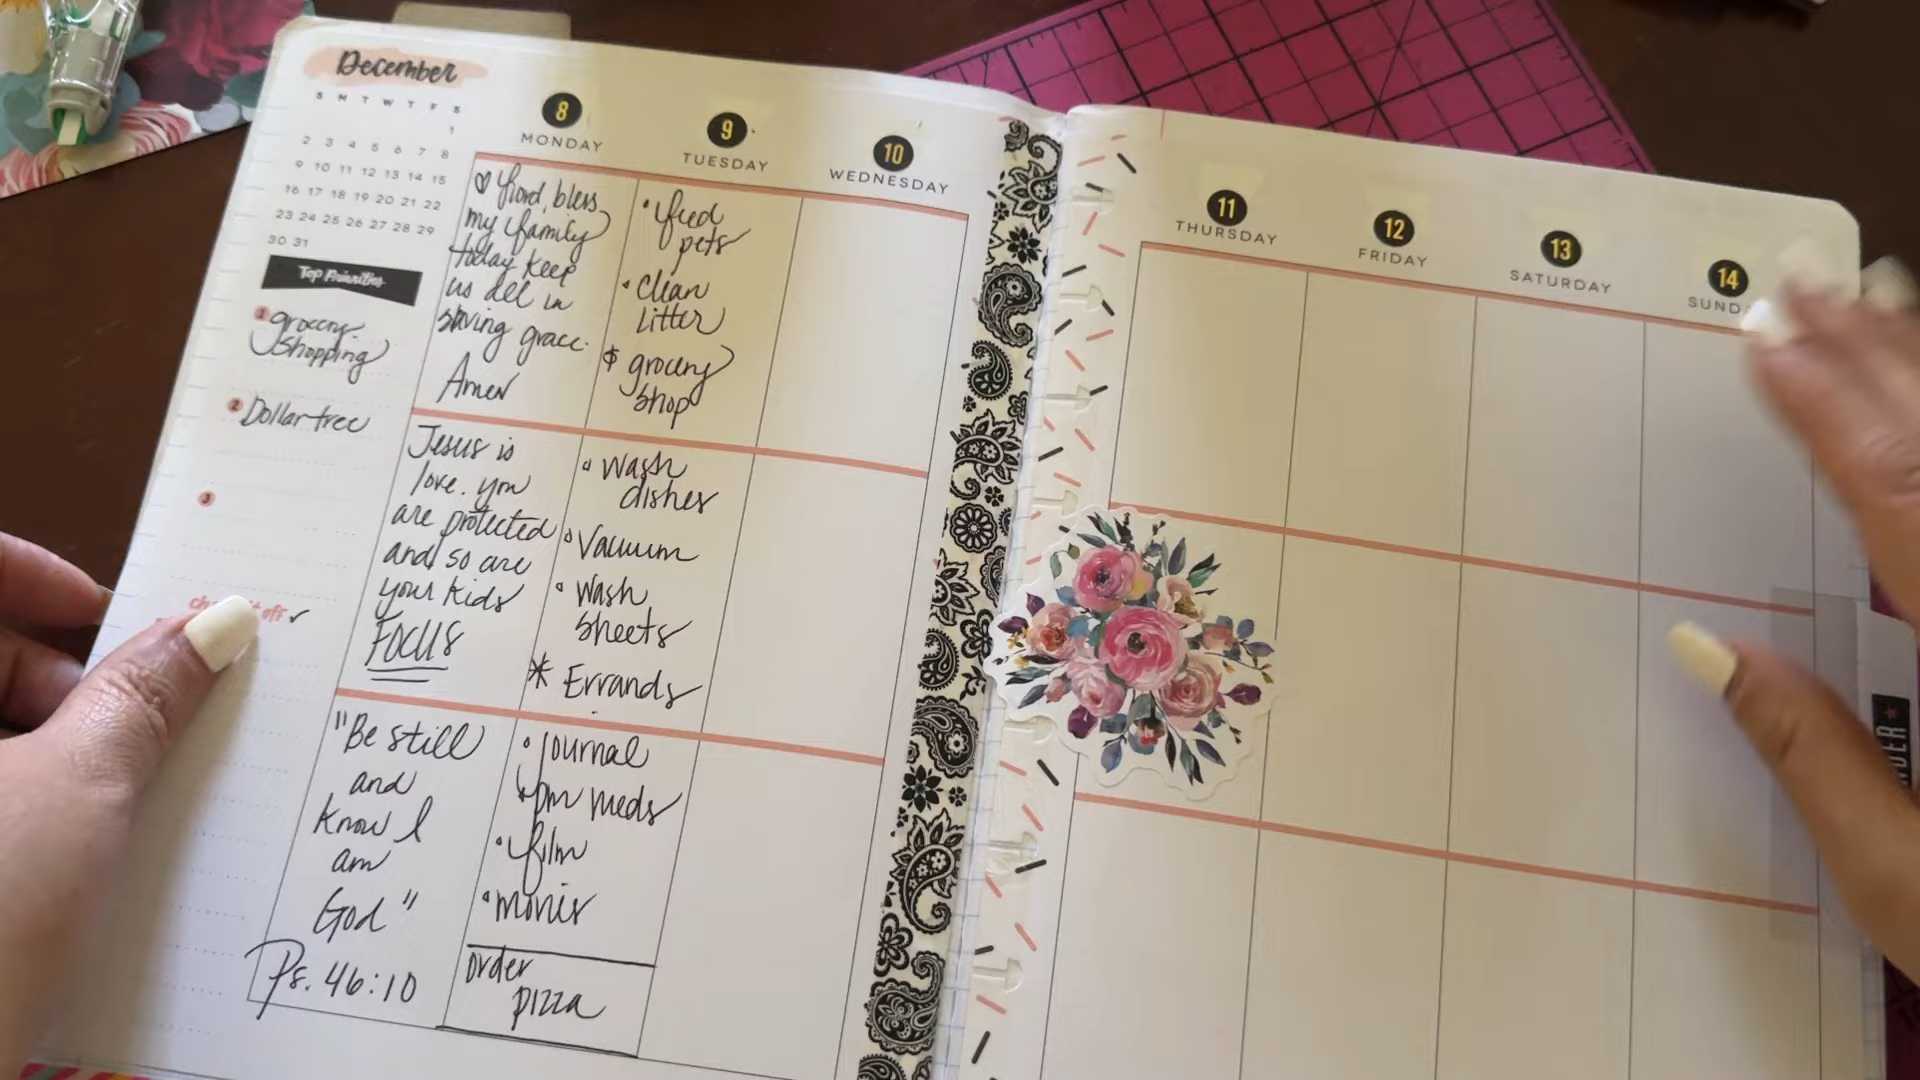 December
S M T W T F S
1
2 3 4 5 6 7 8
9 10 11 12 13 14 15
16 17 18 19 20 21 22
23 24 25 26 27 28 29
30 31
Top Priorities
1 grocery
shopping
2 Dollar tree
3
off ✓
8
MONDAY
♡ Lord, bless
my family
today keep
us all in
saving grace.
Amen
Jesus is
love. you
are protected
and so are
your kids
FOCUS
"Be still
and
know I
am
God"
Ps. 46:10
9
TUESDAY
• feed
pets
• Clean
Litter
$ grocery
shop
• Wash
dishes
• Vacuum
• Wash
sheets
* Errands
• Journal
pm meds
• film
•
order
pizza
10
WEDNESDAY
11
THURSDAY
12
FRIDAY
13
SATURDAY
14
SUND